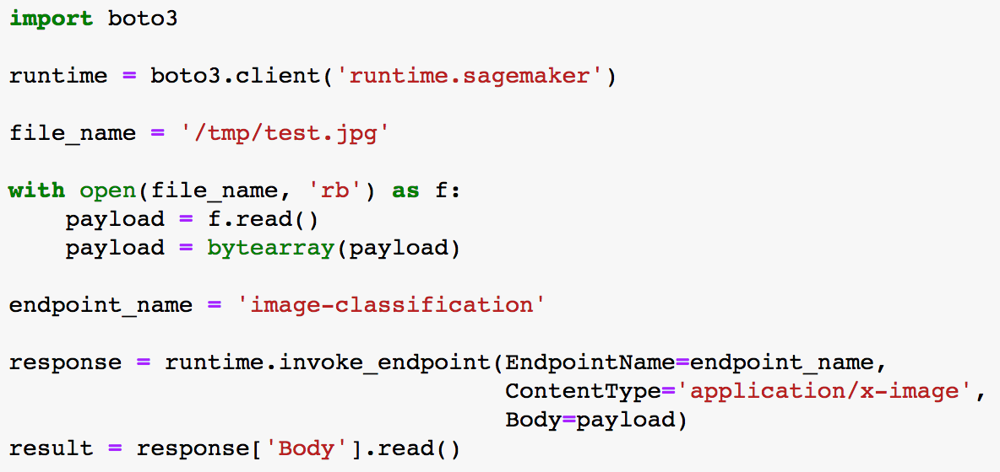 import boto3
runtime = boto3.client('runtime.sagemaker')
file_name = '/tmp/test.jpg'
with open(file_name, 'rb') as f:
    payload = f.read()
    payload = bytearray(payload)
endpoint_name = 'image-classification'
response = runtime.invoke_endpoint(EndpointName=endpoint_name,
                                   ContentType='application/x-image',
                                   Body=payload)
result = response['Body'].read()